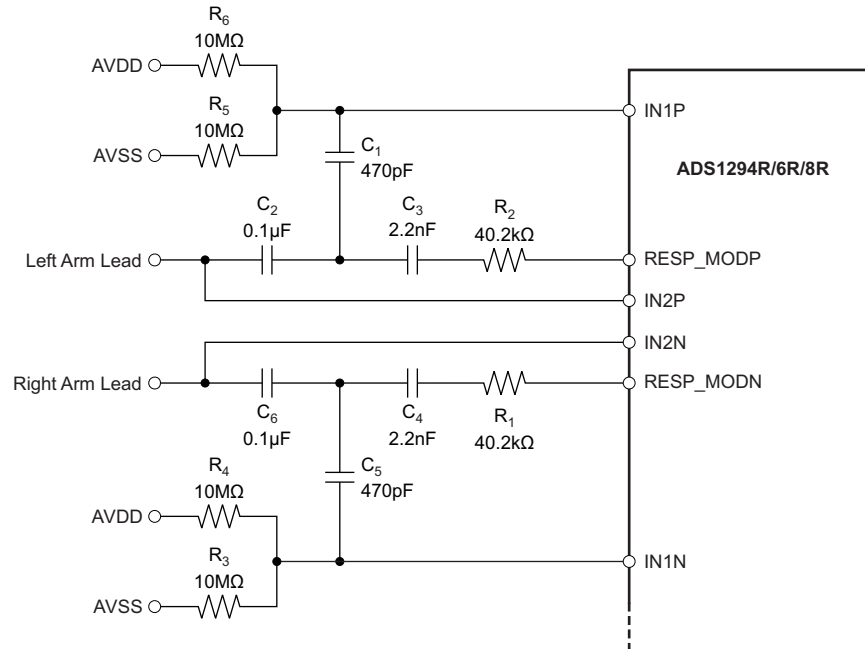 R6
10MΩ
AVDD
R5
10MΩ
AVSS
IN1P
C1
470pF
ADS1294R/6R/8R
C2
0.1µF
C3
2.2nF
R2
40.2kΩ
Left Arm Lead
RESP_MODP
IN2P
IN2N
Right Arm Lead
RESP_MODN
C6
0.1µF
C4
2.2nF
R1
40.2kΩ
C5
470pF
R4
10MΩ
AVDD
R3
10MΩ
AVSS
IN1N